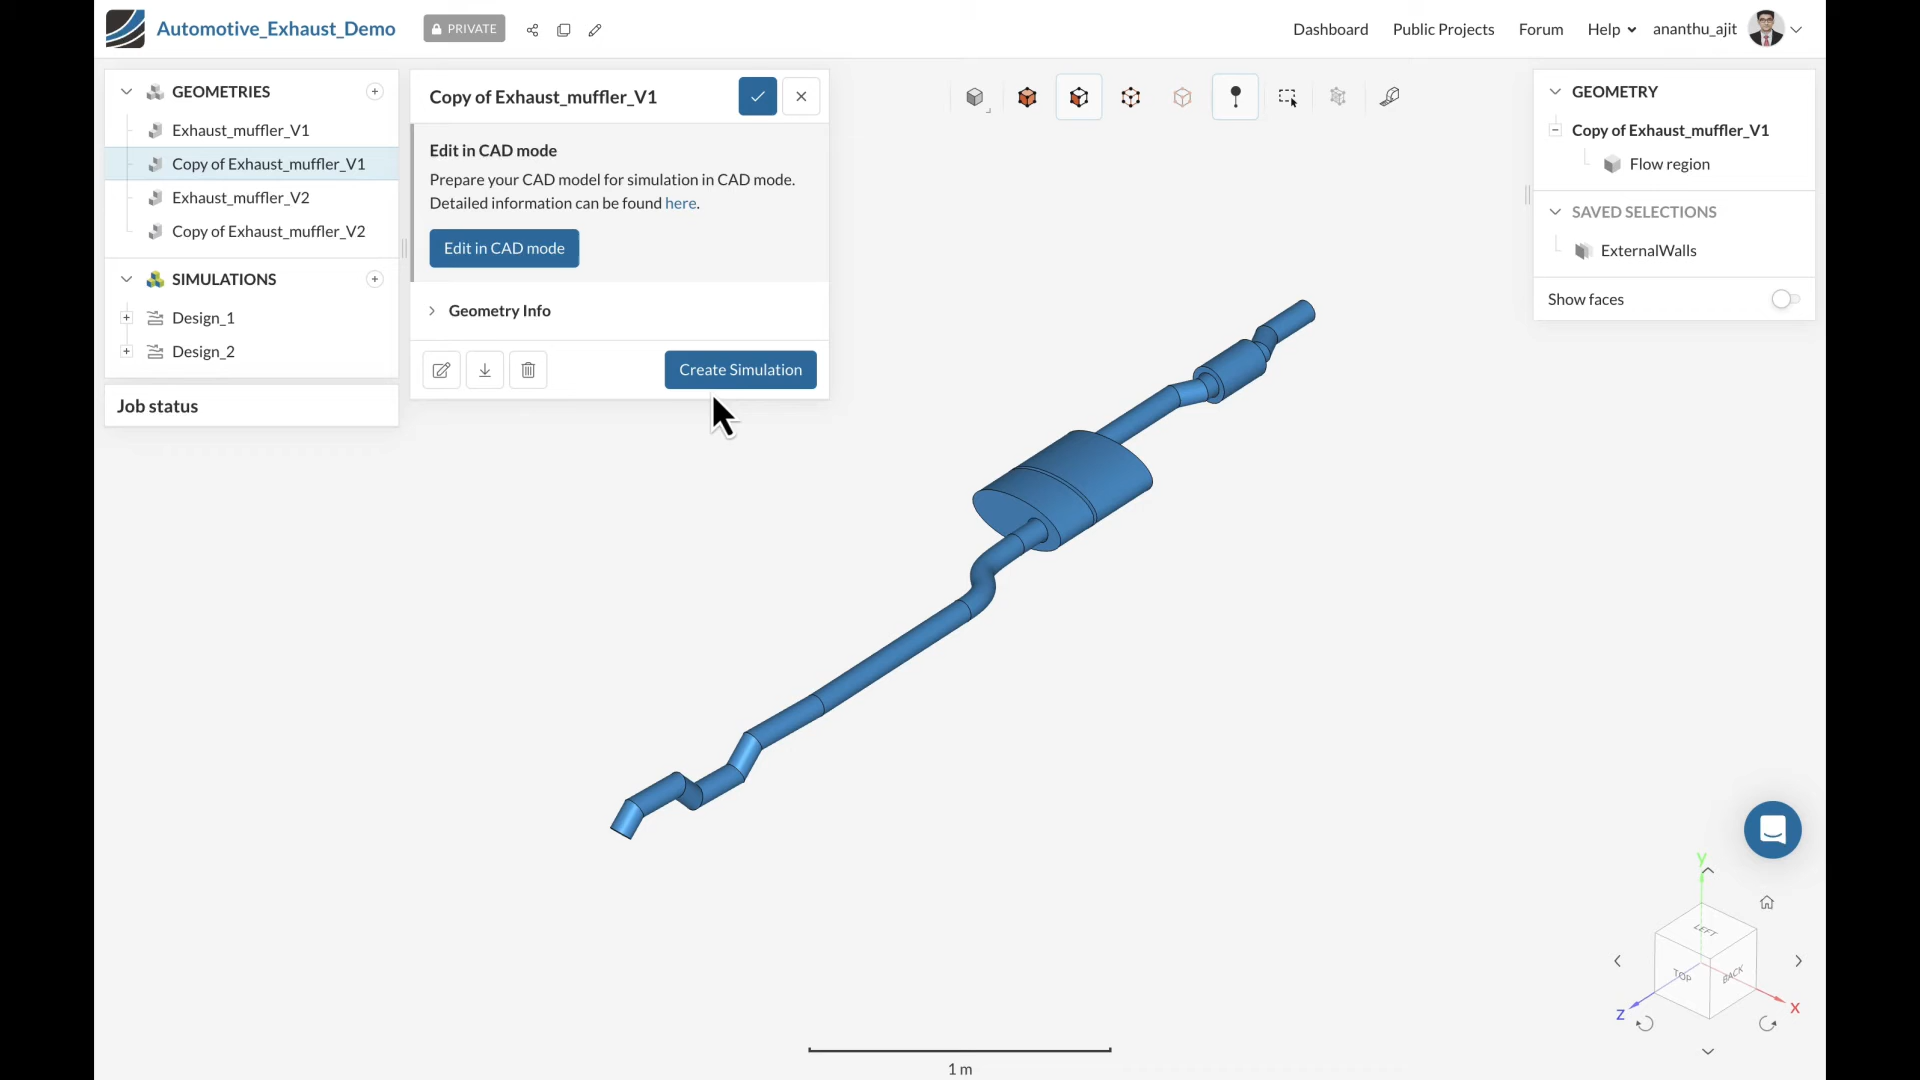 Automotive_Exhaust_Demo
PRIVATE
Dashboard
Public Projects
Forum
Help
ananthu_ajit
GEOMETRIES
Exhaust_muffler_V1
Copy of Exhaust_muffler_V1
Exhaust_muffler_V2
Copy of Exhaust_muffler_V2
SIMULATIONS
Design_1
Design_2
Job status
Copy of Exhaust_muffler_V1
Edit in CAD mode
Prepare your CAD model for simulation in CAD mode.
Detailed information can be found here.
Edit in CAD mode
Geometry Info
Create Simulation
GEOMETRY
Copy of Exhaust_muffler_V1
Flow region
SAVED SELECTIONS
ExternalWalls
Show faces
y
LEFT
TOP
BACK
z
x
1 m